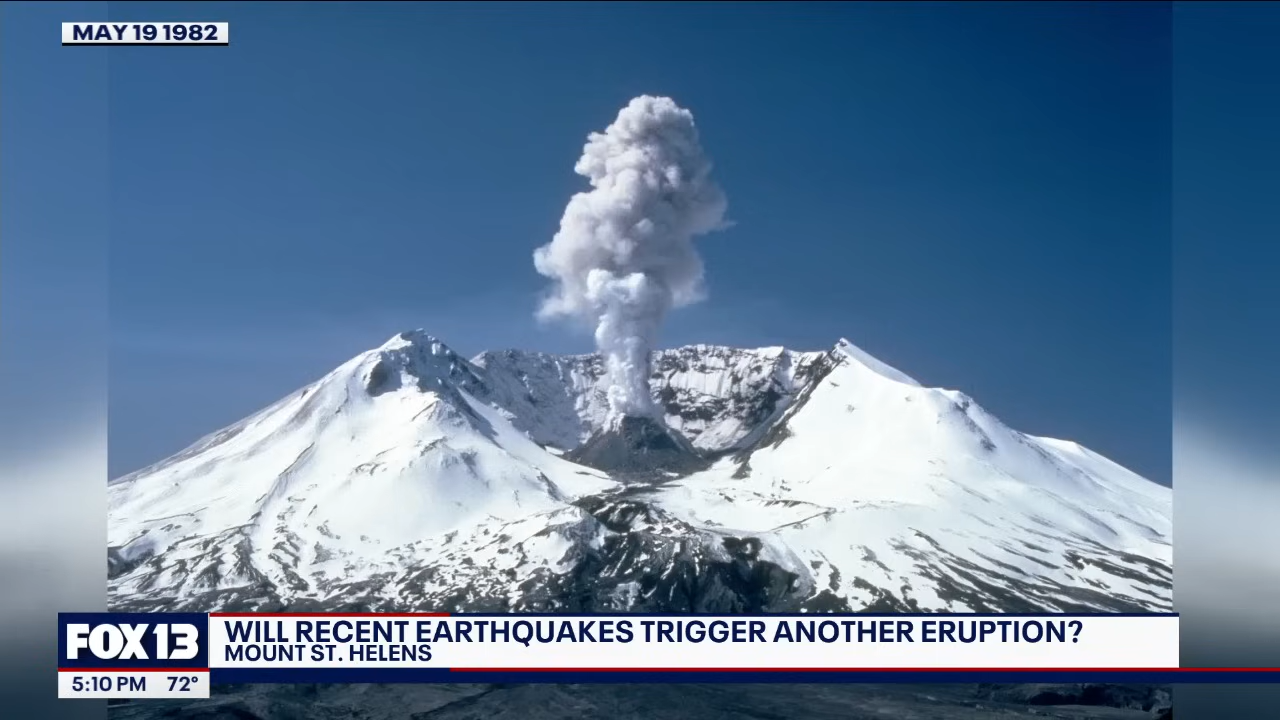 MAY 19 1982
FOX 13
WILL RECENT EARTHQUAKES TRIGGER ANOTHER ERUPTION?
MOUNT ST. HELENS
5:10 PM 72°